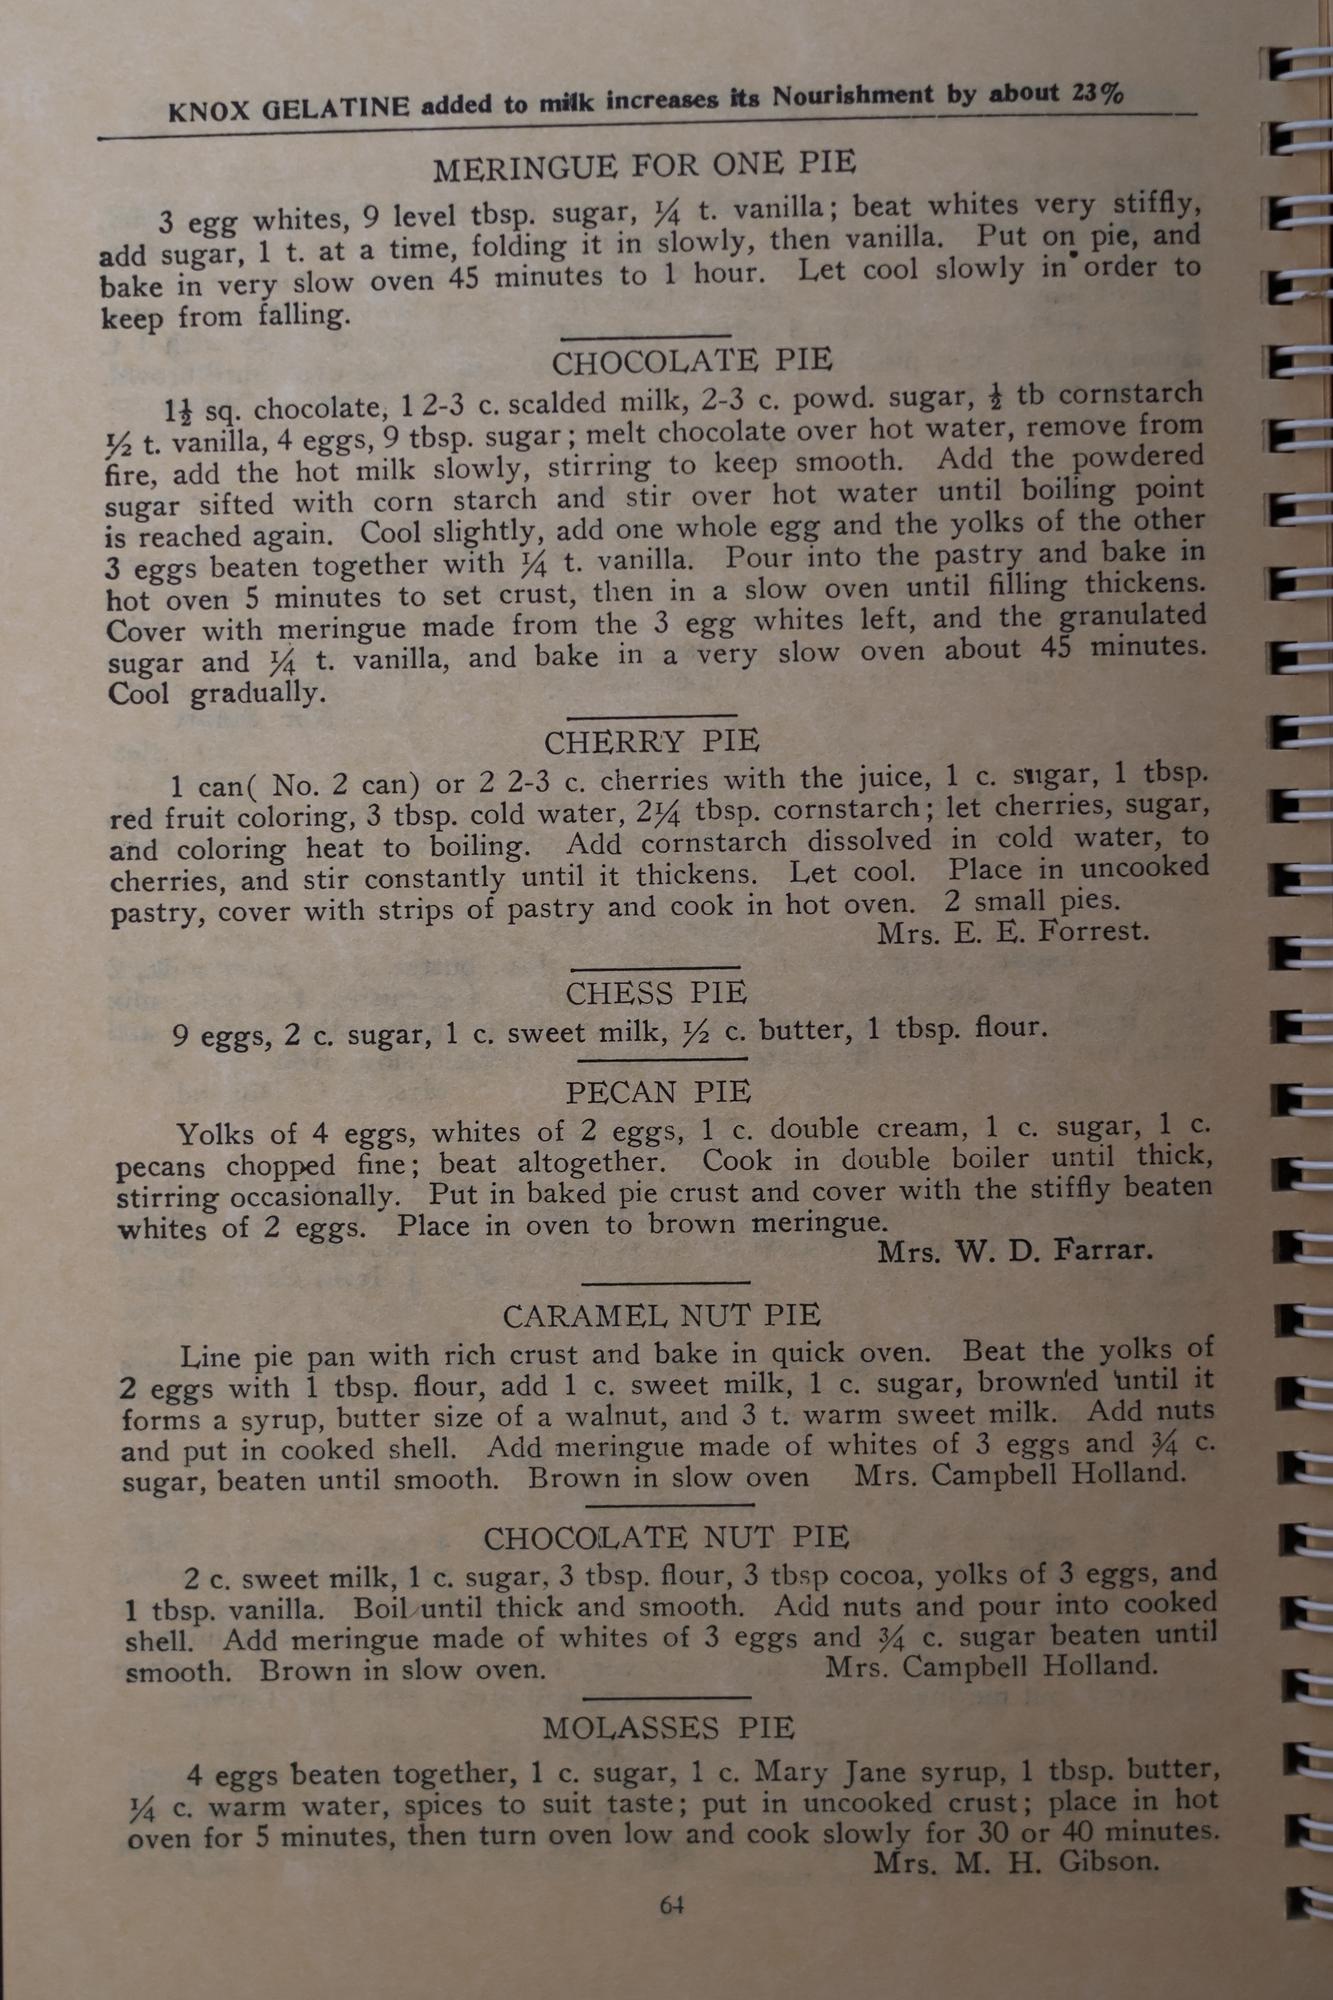 KNOX GELATINE added to milk increases its Nourishment by about 23%
MERINGUE FOR ONE PIE
3 egg whites, 9 level tbsp. sugar, ¼ t. vanilla; beat whites very stiffly,
add sugar, 1 t. at a time, folding it in slowly, then vanilla. Put on pie, and
bake in very slow oven 45 minutes to 1 hour. Let cool slowly in order to
keep from falling.
CHOCOLATE PIE
1½ sq. chocolate, 1 2-3 c. scalded milk, 2-3 c. powd. sugar, ½ tb cornstarch
½ t. vanilla, 4 eggs, 9 tbsp. sugar; melt chocolate over hot water, remove from
fire, add the hot milk slowly, stirring to keep smooth. Add the powdered
sugar sifted with corn starch and stir over hot water until boiling point
is reached again. Cool slightly, add one whole egg and the yolks of the other
3 eggs beaten together with ¼ t. vanilla. Pour into the pastry and bake in
hot oven 5 minutes to set crust, then in a slow oven until filling thickens.
Cover with meringue made from the 3 egg whites left, and the granulated
sugar and ¼ t. vanilla, and bake in a very slow oven about 45 minutes.
Cool gradually.
CHERRY PIE
1 can( No. 2 can) or 2 2-3 c. cherries with the juice, 1 c. sugar, 1 tbsp.
red fruit coloring, 3 tbsp. cold water, 2¼ tbsp. cornstarch; let cherries, sugar,
and coloring heat to boiling. Add cornstarch dissolved in cold water, to
cherries, and stir constantly until it thickens. Let cool. Place in uncooked
pastry, cover with strips of pastry and cook in hot oven. 2 small pies.
Mrs. E. E. Forrest.
CHESS PIE
9 eggs, 2 c. sugar, 1 c. sweet milk, ½ c. butter, 1 tbsp. flour.
PECAN PIE
Yolks of 4 eggs, whites of 2 eggs, 1 c. double cream, 1 c. sugar, 1 c.
pecans chopped fine; beat altogether. Cook in double boiler until thick,
stirring occasionally. Put in baked pie crust and cover with the stiffly beaten
whites of 2 eggs. Place in oven to brown meringue.
Mrs. W. D. Farrar.
CARAMEL NUT PIE
Line pie pan with rich crust and bake in quick oven. Beat the yolks of
2 eggs with 1 tbsp. flour, add 1 c. sweet milk, 1 c. sugar, browned until it
forms a syrup, butter size of a walnut, and 3 t. warm sweet milk. Add nuts
and put in cooked shell. Add meringue made of whites of 3 eggs and ¾ c.
sugar, beaten until smooth. Brown in slow oven Mrs. Campbell Holland.
CHOCOLATE NUT PIE
2 c. sweet milk, 1 c. sugar, 3 tbsp. flour, 3 tbsp cocoa, yolks of 3 eggs, and
1 tbsp. vanilla. Boil until thick and smooth. Add nuts and pour into cooked
shell. Add meringue made of whites of 3 eggs and ¾ c. sugar beaten until
smooth. Brown in slow oven. Mrs. Campbell Holland.
MOLASSES PIE
4 eggs beaten together, 1 c. sugar, 1 c. Mary Jane syrup, 1 tbsp. butter,
¼ c. warm water, spices to suit taste; put in uncooked crust; place in hot
oven for 5 minutes, then turn oven low and cook slowly for 30 or 40 minutes.
Mrs. M. H. Gibson.
64